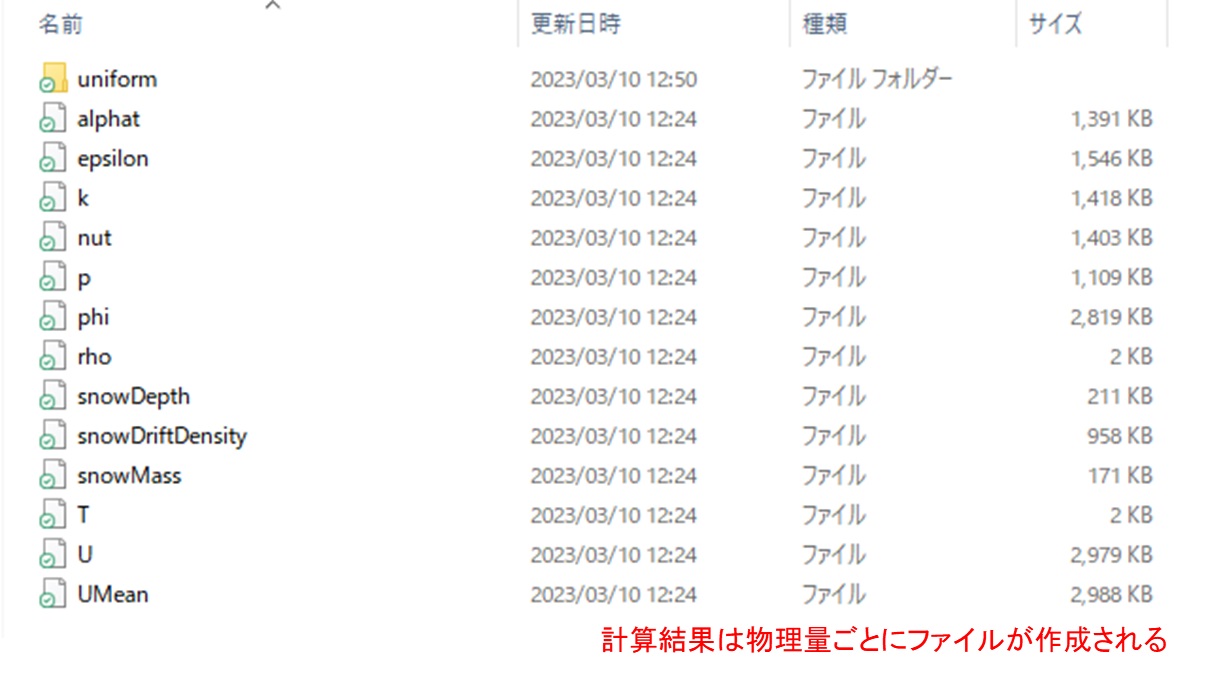 名前 更新日時 種類 サイズ
uniform 2023/03/10 12:50 ファイル フォルダー
alphat 2023/03/10 12:24 ファイル 1,391 KB
epsilon 2023/03/10 12:24 ファイル 1,546 KB
k 2023/03/10 12:24 ファイル 1,418 KB
nut 2023/03/10 12:24 ファイル 1,403 KB
p 2023/03/10 12:24 ファイル 1,109 KB
phi 2023/03/10 12:24 ファイル 2,819 KB
rho 2023/03/10 12:24 ファイル 2 KB
snowDepth 2023/03/10 12:24 ファイル 211 KB
snowDriftDensity 2023/03/10 12:24 ファイル 958 KB
snowMass 2023/03/10 12:24 ファイル 171 KB
T 2023/03/10 12:24 ファイル 2 KB
U 2023/03/10 12:24 ファイル 2,979 KB
UMean 2023/03/10 12:24 ファイル 2,988 KB
計算結果は物理量ごとにファイルが作成される